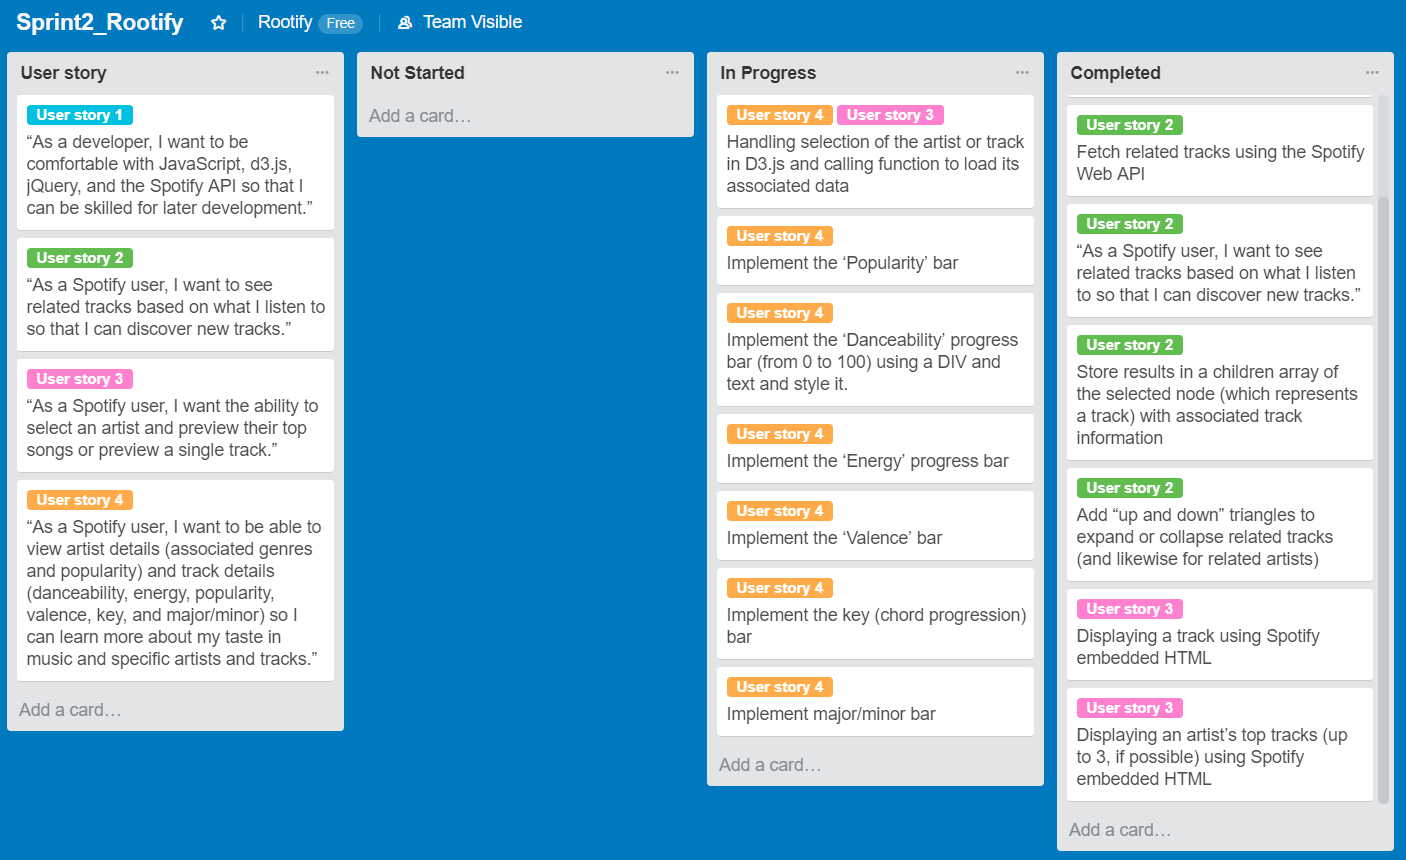 Sprint2_Rootify
Rootify Free
Team Visible
User story
User story 1
“As a developer, I want to be
comfortable with JavaScript, d3.js,
jQuery, and the Spotify API so that I
can be skilled for later development.”
User story 2
“As a Spotify user, I want to see
related tracks based on what I listen to
so that I can discover new tracks.”
User story 3
“As a Spotify user, I want the ability to
select an artist and preview their top
songs or preview a single track.”
User story 4
“As a Spotify user, I want to be able to
view artist details (associated genres
and popularity) and track details
(danceability, energy, popularity,
valence, key, and major/minor) so I
can learn more about my taste in
music and specific artists and tracks.”
Add a card…
Not Started
Add a card…
In Progress
User story 4 User story 3
Handling selection of the artist or track
in D3.js and calling function to load its
associated data
User story 4
Implement the ‘Popularity’ bar
User story 4
Implement the ‘Danceability’ progress
bar (from 0 to 100) using a DIV and
text and style it.
User story 4
Implement the ‘Energy’ progress bar
User story 4
Implement the ‘Valence’ bar
User story 4
Implement the key (chord progression)
bar
User story 4
Implement major/minor bar
Add a card…
Completed
User story 2
Fetch related tracks using the Spotify
Web API
User story 2
“As a Spotify user, I want to see
related tracks based on what I listen
to so that I can discover new tracks.”
User story 2
Store results in a children array of
the selected node (which represents
a track) with associated track
information
User story 2
Add “up and down” triangles to
expand or collapse related tracks
(and likewise for related artists)
User story 3
Displaying a track using Spotify
embedded HTML
User story 3
Displaying an artist’s top tracks (up
to 3, if possible) using Spotify
embedded HTML
Add a card…